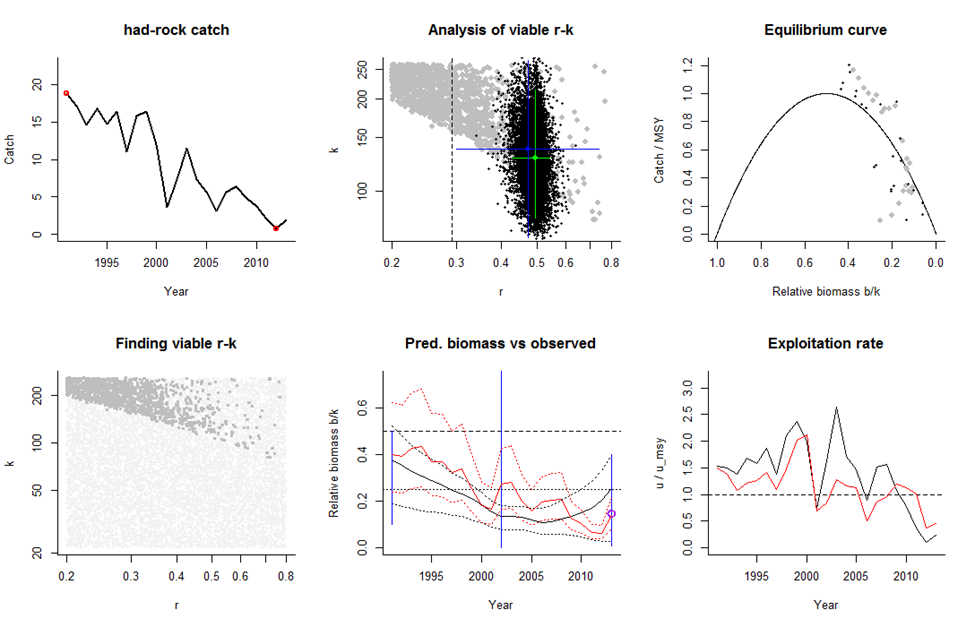 had-rock catch
Catch
0 5 10 15 20
1995 2000 2005 2010
Year
Analysis of viable r-k
k
100 150 200 250
0.2 0.3 0.4 0.5 0.6 0.8
r
Equilibrium curve
Catch / MSY
0.0 0.2 0.4 0.6 0.8 1.0 1.2
1.0 0.8 0.6 0.4 0.2 0.0
Relative biomass b/k
Finding viable r-k
k
20 50 100 200
0.2 0.3 0.4 0.5 0.6 0.8
r
Pred. biomass vs observed
Relative biomass b/k
0.0 0.2 0.4 0.6
1995 2000 2005 2010
Year
Exploitation rate
u / u_msy
0.0 0.5 1.0 1.5 2.0 2.5 3.0
1995 2000 2005 2010
Year